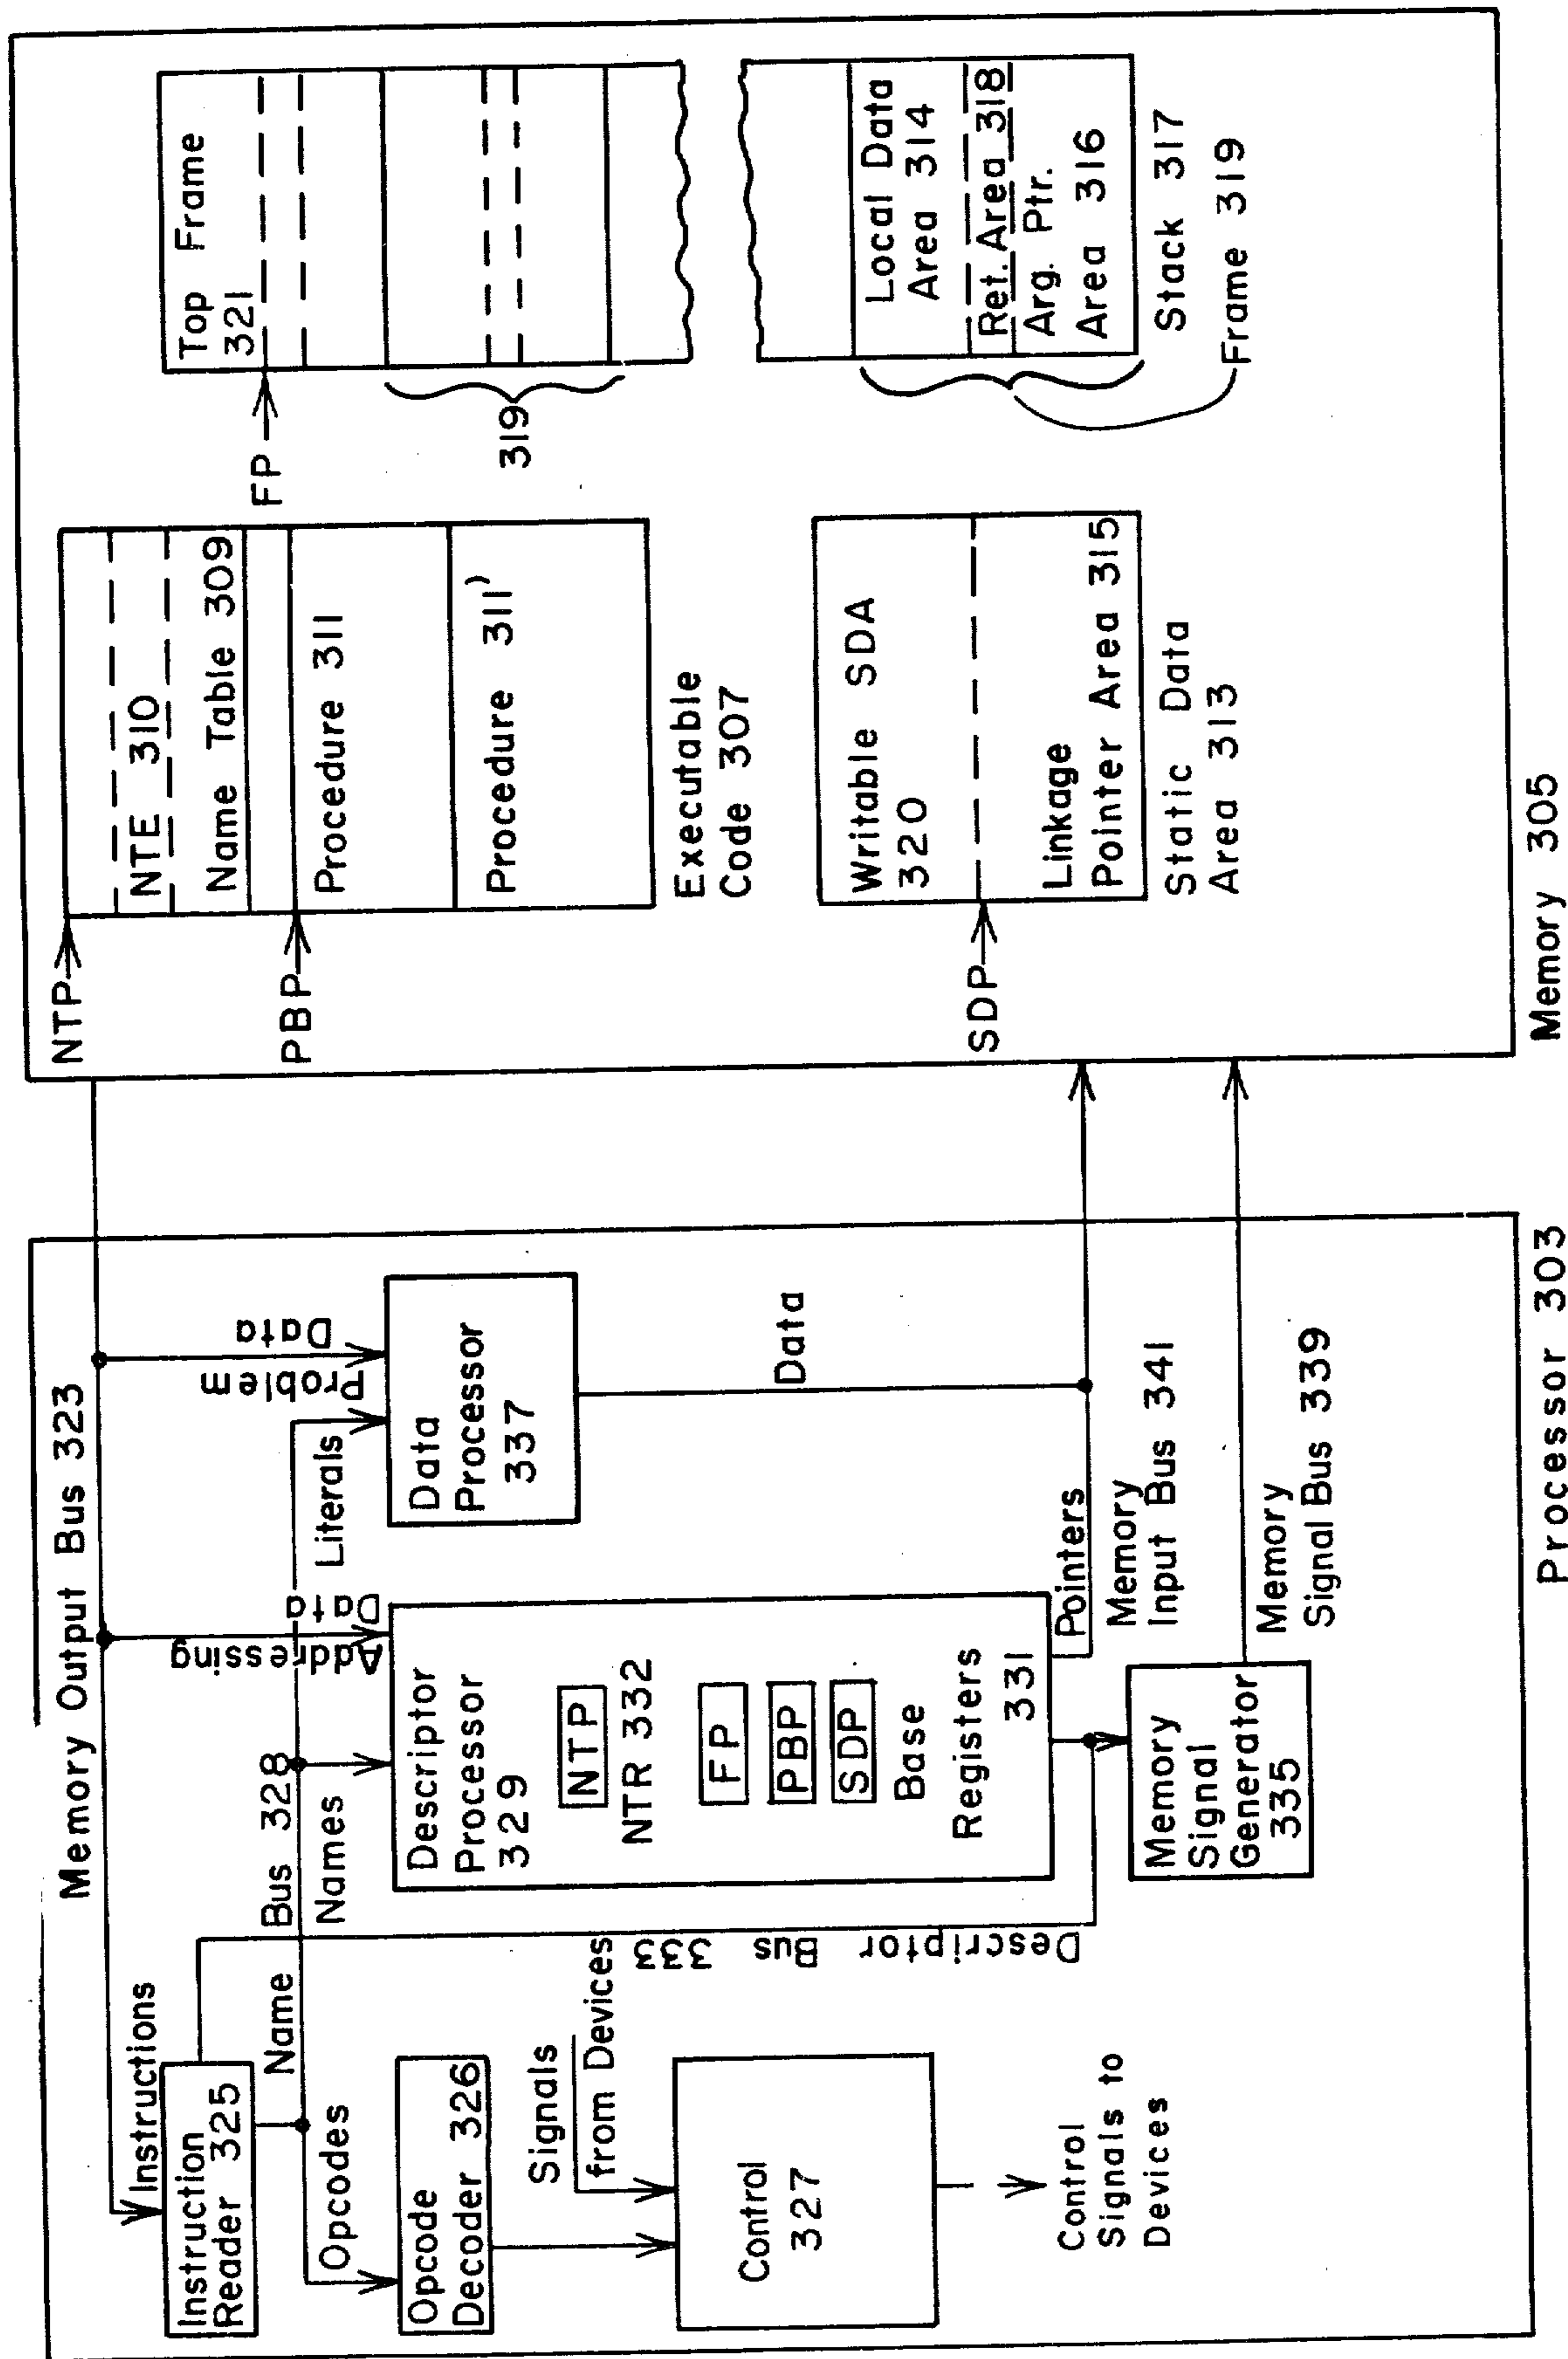 Memory Output Bus 323
Instructions
Instruction
Reader 325
Name
Bus 328
Names
Opcodes
Opcode
Decoder 326
Signals
from Devices
Control
327
Control
Signals to
Devices
Descriptor Bus 333
Addressing
Data
Descriptor
Processor
329
NTP
NTR 332
FP
PBP
SDP
Base
Registers
331
Literals
Problem
Data
Data
Processor
337
Data
Pointers
Memory
Input Bus 341
Memory
Signal
Generator
335
Memory
Signal Bus 339
Processor 303
NTP
NTE 310
Name Table 309
PBP
Procedure 311
Procedure 311'
Executable
Code 307
SDP
Writable SDA
320
Linkage
Pointer Area 315
Static Data
Area 313
FP
Top Frame
321
319
Local Data
Area 314
Ret. Area 318
Arg. Ptr.
Area 316
Stack 317
Frame 319
Memory 305